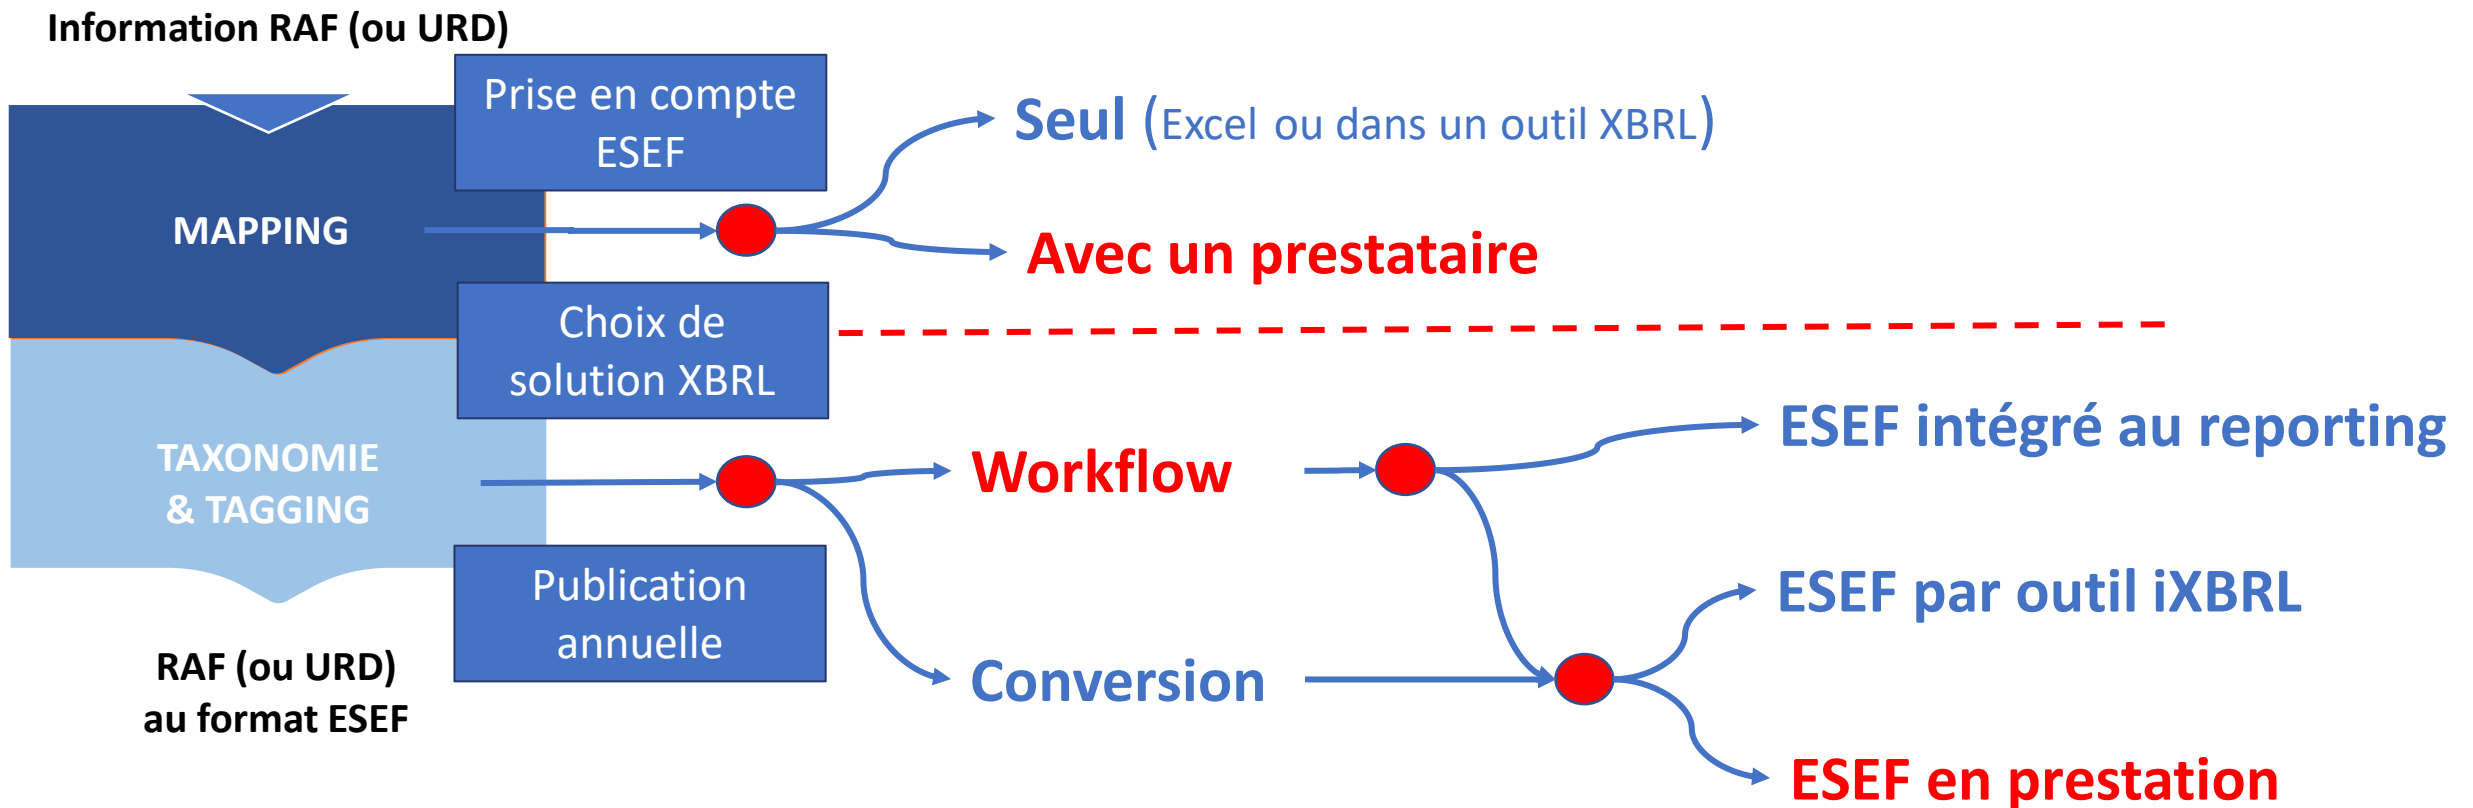 Information RAF (ou URD)
Prise en compte
ESEF
MAPPING
Seul (Excel ou dans un outil XBRL)
Avec un prestataire
Choix de
solution XBRL
TAXONOMIE
& TAGGING
Workflow
ESEF intégré au reporting
Publication
annuelle
ESEF par outil iXBRL
Conversion
RAF (ou URD)
au format ESEF
ESEF en prestation